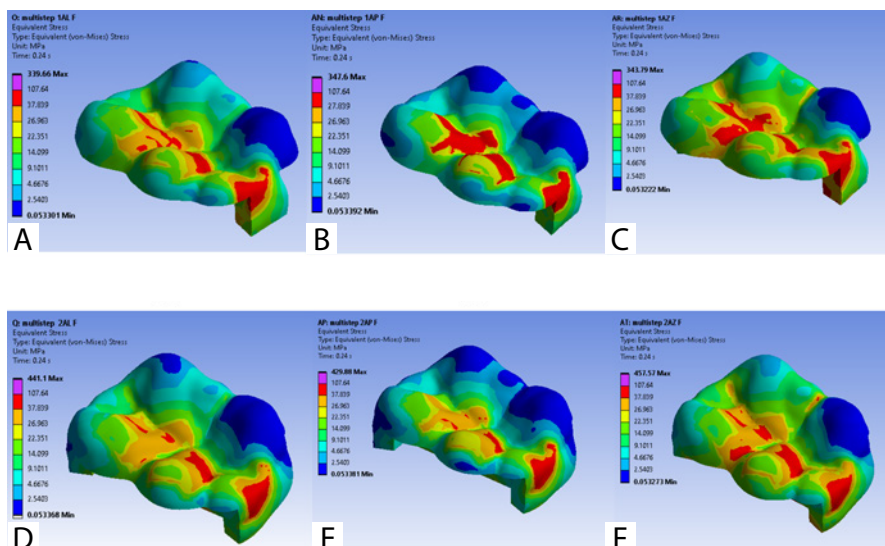 O: multistep 1AL F
Equivalent Stress
Type: Equivalent (von-Mises) Stress
Unit: MPa
Time: 0.24 s
339.66 Max
107.64
37.839
26.963
22.351
14.099
9.1011
4.6676
2.5403
0.053301 Min
A
AN: multistep 1AP F
Equivalent Stress
Type: Equivalent (von-Mises) Stress
Unit: MPa
Time: 0.24 s
347.6 Max
107.64
37.839
26.963
22.351
14.099
9.1011
4.6676
2.5403
0.053392 Min
B
AR: multistep 1AZ F
Equivalent Stress
Type: Equivalent (von-Mises) Stress
Unit: MPa
Time: 0.24 s
343.79 Max
107.64
37.839
26.963
22.351
14.099
9.1011
4.6676
2.5403
0.053222 Min
C
Q: multistep 2AL F
Equivalent Stress
Type: Equivalent (von-Mises) Stress
Unit: MPa
Time: 0.24 s
441.1 Max
107.64
37.839
26.963
22.351
14.099
9.1011
4.6676
2.5403
0.053368 Min
D
AP: multistep 2AP F
Equivalent Stress
Type: Equivalent (von-Mises) Stress
Unit: MPa
Time: 0.24 s
429.88 Max
107.64
37.839
26.963
22.351
14.099
9.1011
4.6676
2.5403
0.053381 Min
E
AT: multistep 2AZ F
Equivalent Stress
Type: Equivalent (von-Mises) Stress
Unit: MPa
Time: 0.24 s
457.57 Max
107.64
37.839
26.963
22.351
14.099
9.1011
4.6676
2.5403
0.053273 Min